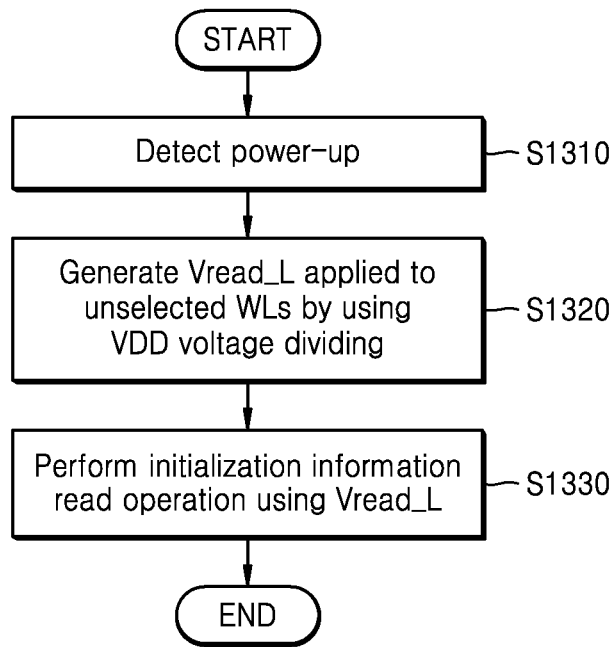 START
Detect power-up
S1310
Generate Vread_L applied to
unselected WLs by using
VDD voltage dividing
S1320
Perform initialization information
read operation using Vread_L
S1330
END